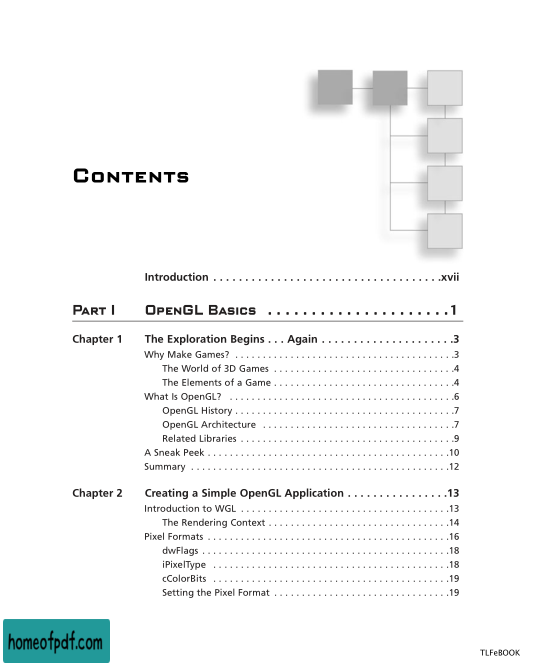 CONTENTS
Introduction . . . . . . . . . . . . . . . . . . . . . . . . . . . . . . . . . . . .xvii
PART I OPENGL BASICS . . . . . . . . . . . . . . . . . . . . .1
Chapter 1 The Exploration Begins . . . Again . . . . . . . . . . . . . . . . . . . . .3
Why Make Games? . . . . . . . . . . . . . . . . . . . . . . . . . . . . . . . . . . . . .3
The World of 3D Games . . . . . . . . . . . . . . . . . . . . . . . . . . . . . .4
The Elements of a Game . . . . . . . . . . . . . . . . . . . . . . . . . . . . . .4
What Is OpenGL? . . . . . . . . . . . . . . . . . . . . . . . . . . . . . . . . . . . . . .6
OpenGL History . . . . . . . . . . . . . . . . . . . . . . . . . . . . . . . . . . . . .7
OpenGL Architecture . . . . . . . . . . . . . . . . . . . . . . . . . . . . . . . .7
Related Libraries . . . . . . . . . . . . . . . . . . . . . . . . . . . . . . . . . . . .9
A Sneak Peek . . . . . . . . . . . . . . . . . . . . . . . . . . . . . . . . . . . . . . . . .10
Summary . . . . . . . . . . . . . . . . . . . . . . . . . . . . . . . . . . . . . . . . . . .12
Chapter 2 Creating a Simple OpenGL Application . . . . . . . . . . . . . . . .13
Introduction to WGL . . . . . . . . . . . . . . . . . . . . . . . . . . . . . . . . . . .13
The Rendering Context . . . . . . . . . . . . . . . . . . . . . . . . . . . . . . .14
Pixel Formats . . . . . . . . . . . . . . . . . . . . . . . . . . . . . . . . . . . . . . . . .16
dwFlags . . . . . . . . . . . . . . . . . . . . . . . . . . . . . . . . . . . . . . . . . .18
iPixelType . . . . . . . . . . . . . . . . . . . . . . . . . . . . . . . . . . . . . . . .18
cColorBits . . . . . . . . . . . . . . . . . . . . . . . . . . . . . . . . . . . . . . . .19
Setting the Pixel Format . . . . . . . . . . . . . . . . . . . . . . . . . . . . . .19
homeofpdf.com
TLFeBOOK